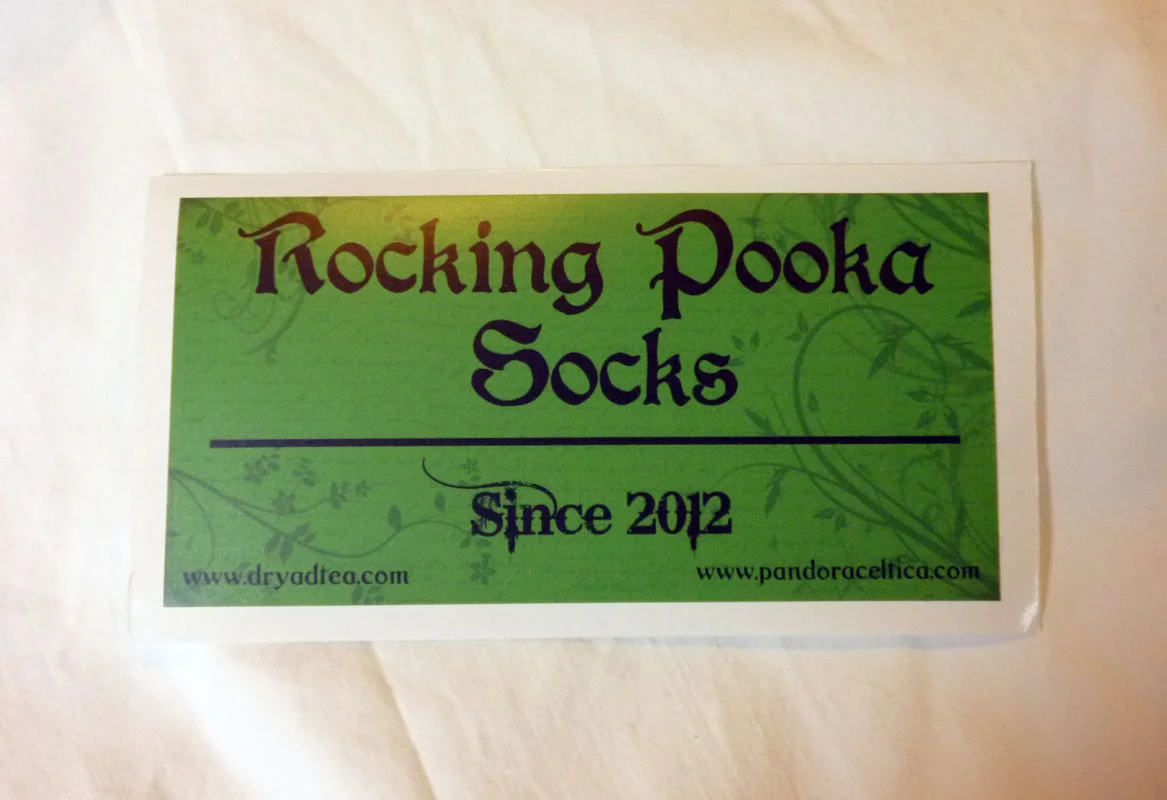 Rocking Pooka
Socks
Since 2012
www.dryadtea.com
www.pandoraceltica.com